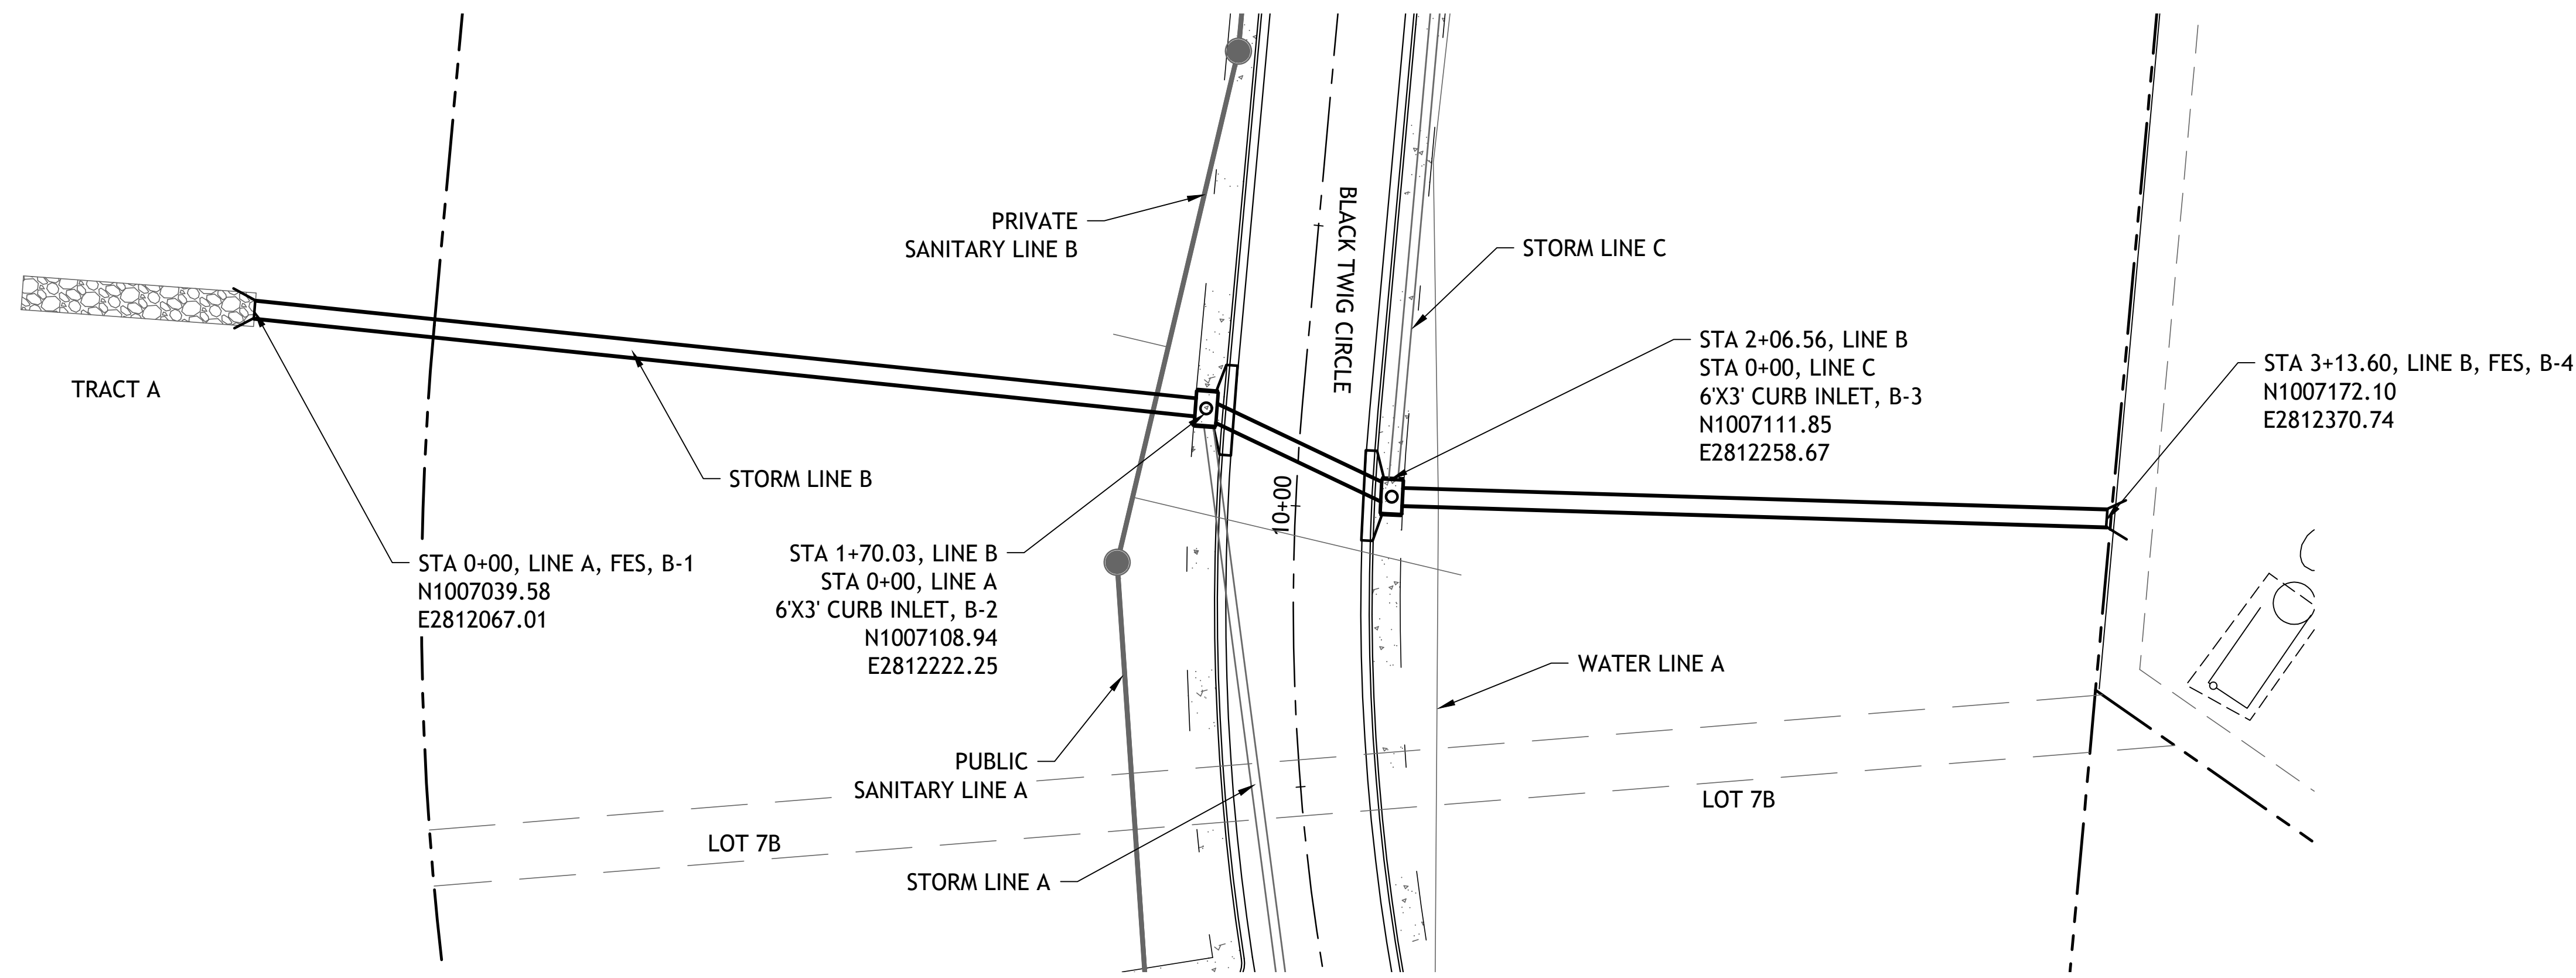 PRIVATE
SANITARY LINE B
BLACK TWIG CIRCLE
STORM LINE C
STA 2+06.56, LINE B
STA 0+00, LINE C
6'X3' CURB INLET, B-3
N1007111.85
E2812258.67
STA 3+13.60, LINE B, FES, B-4
N1007172.10
E2812370.74
TRACT A
STORM LINE B
10+00
STA 0+00, LINE A, FES, B-1
N1007039.58
E2812067.01
STA 1+70.03, LINE B
STA 0+00, LINE A
6'X3' CURB INLET, B-2
N1007108.94
E2812222.25
WATER LINE A
PUBLIC
SANITARY LINE A
LOT 7B
LOT 7B
STORM LINE A